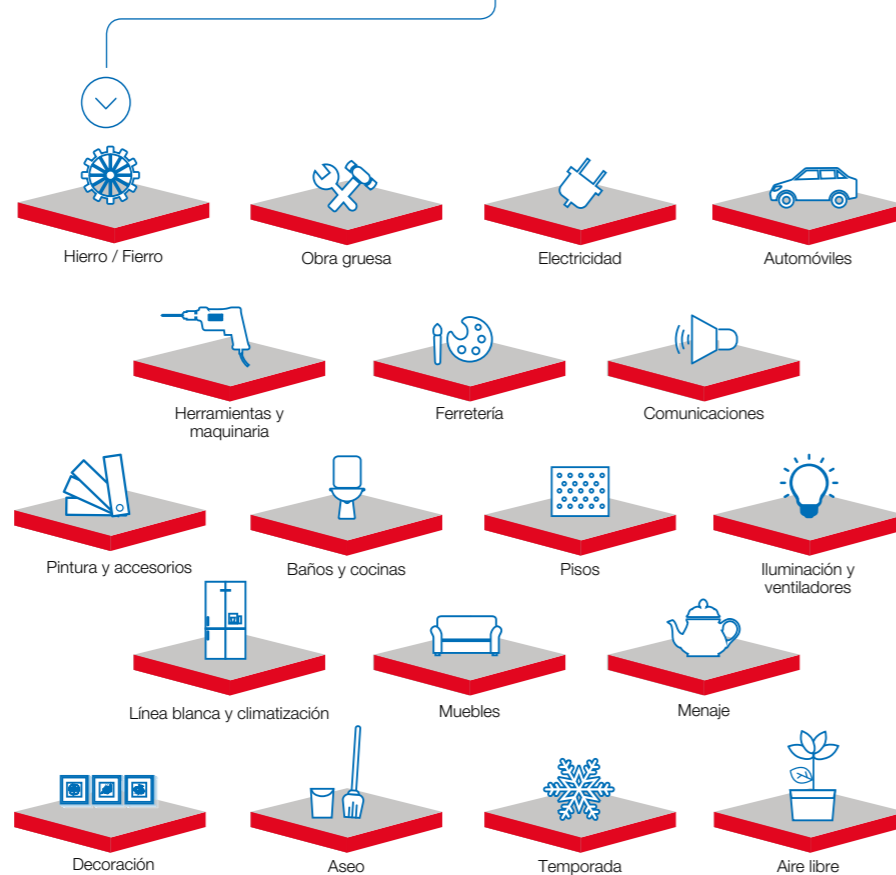 Hierro / Fierro
Obra gruesa
Electricidad
Automóviles
Herramientas y
maquinaria
Ferretería
Comunicaciones
Pintura y accesorios
Baños y cocinas
Pisos
Iluminación y
ventiladores
Línea blanca y climatización
Muebles
Menaje
Decoración
Aseo
Temporada
Aire libre